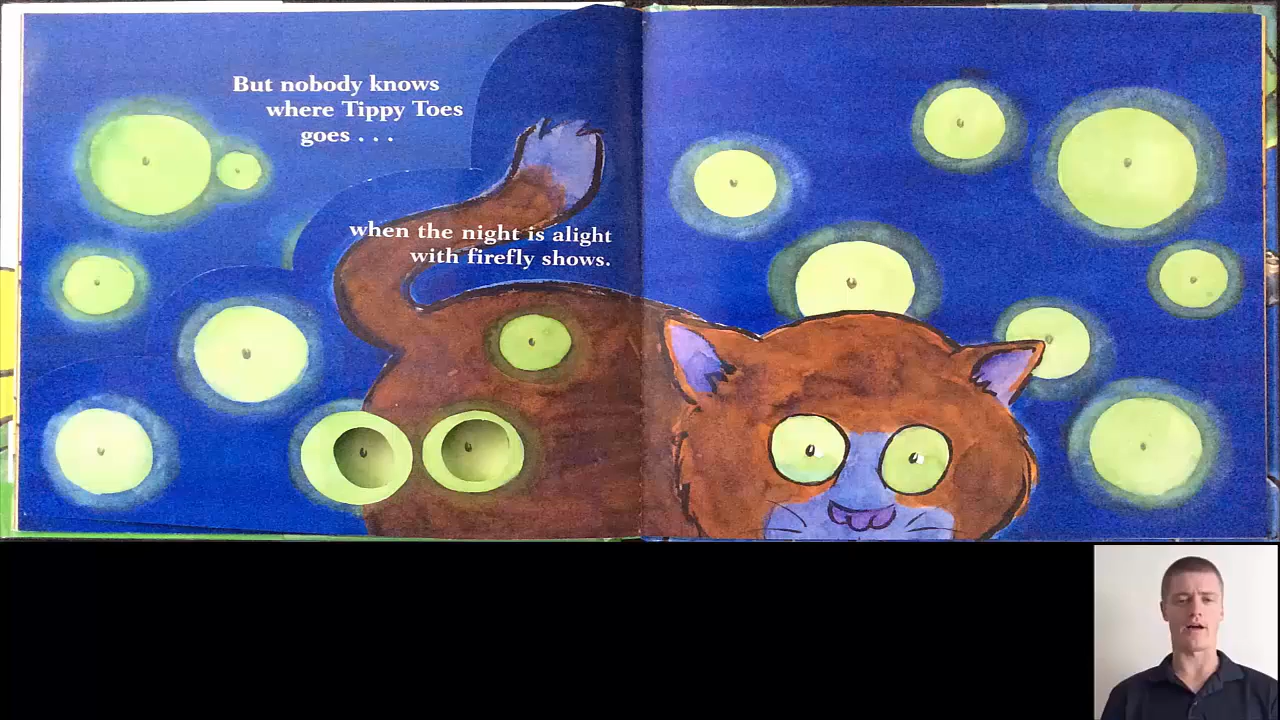 But nobody knows
where Tippy Toes
goes . . .
when the night is alight
with firefly shows.